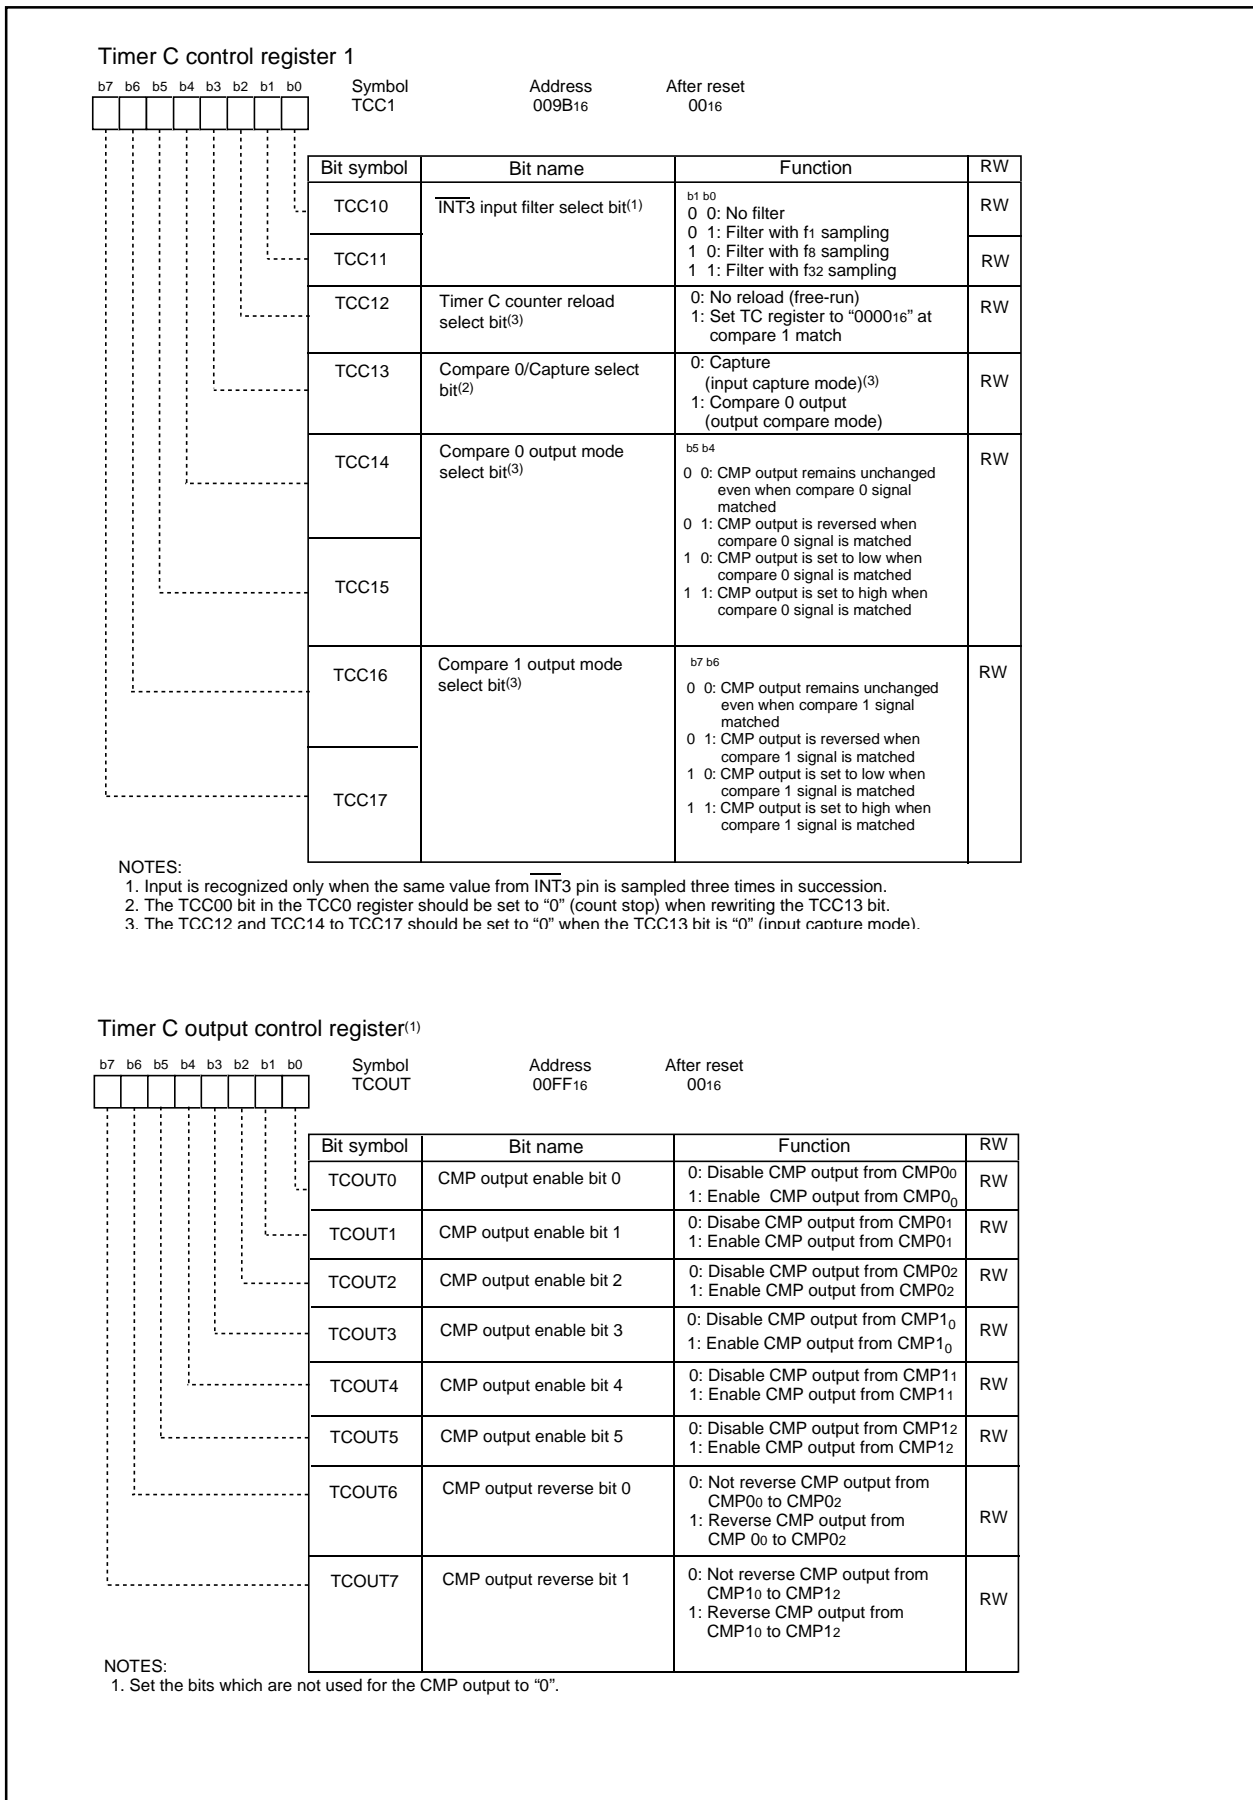 Timer C control register 1
b7 b6 b5 b4 b3 b2 b1 b0
Symbol Address After reset
TCC1 009B16 0016
Bit symbol Bit name Function RW
TCC10 INT3 input filter select bit(1) RW
b1 b0
0 0: No filter
0 1: Filter with f1 sampling
TCC11 RW
1 0: Filter with f8 sampling
1 1: Filter with f32 sampling
TCC12 Timer C counter reload RW
select bit(3)
0: No reload (free-run)
1: Set TC register to “000016” at
compare 1 match
TCC13 Compare 0/Capture select RW
bit(2)
0: Capture
(input capture mode)(3)
1: Compare 0 output
(output compare mode)
TCC14 Compare 0 output mode RW
select bit(3)
b5 b4
0 0: CMP output remains unchanged
even when compare 0 signal
matched
0 1: CMP output is reversed when
compare 0 signal is matched
1 0: CMP output is set to low when
compare 0 signal is matched
TCC15
1 1: CMP output is set to high when
compare 0 signal is matched
TCC16 Compare 1 output mode RW
select bit(3)
b7 b6
0 0: CMP output remains unchanged
even when compare 1 signal
matched
0 1: CMP output is reversed when
compare 1 signal is matched
1 0: CMP output is set to low when
compare 1 signal is matched
TCC17
1 1: CMP output is set to high when
compare 1 signal is matched
NOTES:
1. Input is recognized only when the same value from INT3 pin is sampled three times in succession.
2. The TCC00 bit in the TCC0 register should be set to “0” (count stop) when rewriting the TCC13 bit.
3. The TCC12 and TCC14 to TCC17 should be set to “0” when the TCC13 bit is “0” (input capture mode).
Timer C output control register(1)
b7 b6 b5 b4 b3 b2 b1 b0
Symbol Address After reset
TCOUT 00FF16 0016
Bit symbol Bit name Function RW
TCOUT0 CMP output enable bit 0 RW
0: Disable CMP output from CMP00
1: Enable CMP output from CMP00
TCOUT1 CMP output enable bit 1 RW
0: Disabe CMP output from CMP01
1: Enable CMP output from CMP01
TCOUT2 CMP output enable bit 2 RW
0: Disable CMP output from CMP02
1: Enable CMP output from CMP02
TCOUT3 CMP output enable bit 3 RW
0: Disable CMP output from CMP10
1: Enable CMP output from CMP10
TCOUT4 CMP output enable bit 4 RW
0: Disable CMP output from CMP11
1: Enable CMP output from CMP11
TCOUT5 CMP output enable bit 5 RW
0: Disable CMP output from CMP12
1: Enable CMP output from CMP12
TCOUT6 CMP output reverse bit 0 RW
0: Not reverse CMP output from
CMP00 to CMP02
1: Reverse CMP output from
CMP 00 to CMP02
TCOUT7 CMP output reverse bit 1 RW
0: Not reverse CMP output from
CMP10 to CMP12
1: Reverse CMP output from
CMP10 to CMP12
NOTES:
1. Set the bits which are not used for the CMP output to “0”.